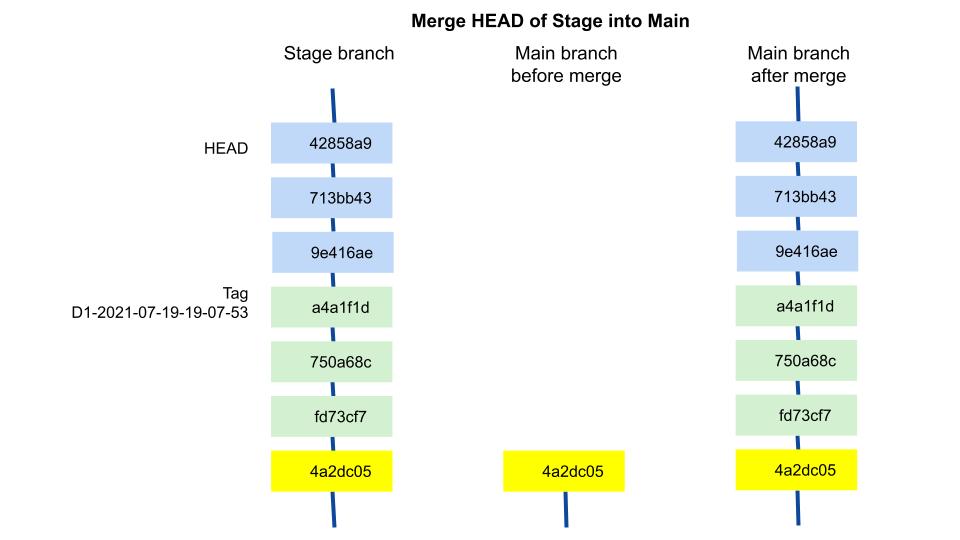 Merge HEAD of Stage into Main
Stage branch
Main branch
before merge
Main branch
after merge
HEAD
42858a9
42858a9
713bb43
713bb43
9e416ae
9e416ae
Tag
D1-2021-07-19-19-07-53
a4a1f1d
a4a1f1d
750a68c
750a68c
fd73cf7
fd73cf7
4a2dc05
4a2dc05
4a2dc05